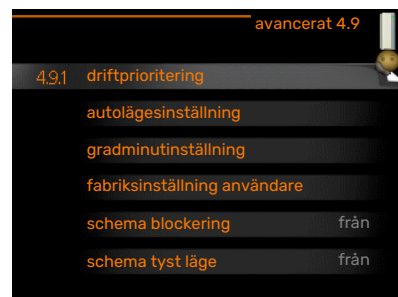 avancerat 4.9
4.9.1 driftprioritering
autolägesinställning
gradminutinställning
fabriksinställning användare
schema blockering från
schema tyst läge från